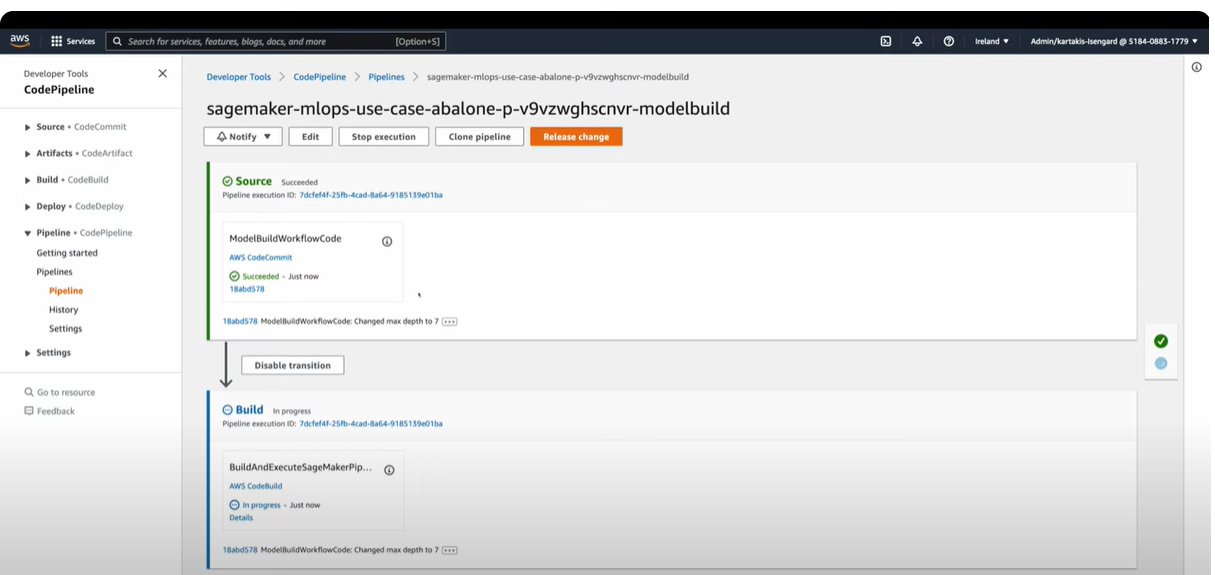 aws
Services
Search for services, features, blogs, docs, and more [Option+S]
Ireland ▼
Admin/kartakis-Isengard @ 5184-0883-1779 ▼
Developer Tools
CodePipeline
Source • CodeCommit
Artifacts • CodeArtifact
Build • CodeBuild
Deploy • CodeDeploy
Pipeline • CodePipeline
Getting started
Pipelines
Pipeline
History
Settings
Settings
Go to resource
Feedback
Developer Tools > CodePipeline > Pipelines > sagemaker-mlops-use-case-abalone-p-v9vzwghscnvr-modelbuild
sagemaker-mlops-use-case-abalone-p-v9vzwghscnvr-modelbuild
Notify ▼ Edit Stop execution Clone pipeline Release change
Source Succeeded
Pipeline execution ID: 7dcfef4f-25fb-4cad-8a64-9185139e01ba
ModelBuildWorkflowCode
AWS CodeCommit
Succeeded - Just now
18abd578
18abd578 ModelBuildWorkflowCode: Changed max depth to 7
Disable transition
Build In progress
Pipeline execution ID: 7dcfef4f-25fb-4cad-8a64-9185139e01ba
BuildAndExecuteSageMakerPip...
AWS CodeBuild
In progress - Just now
Details
18abd578 ModelBuildWorkflowCode: Changed max depth to 7